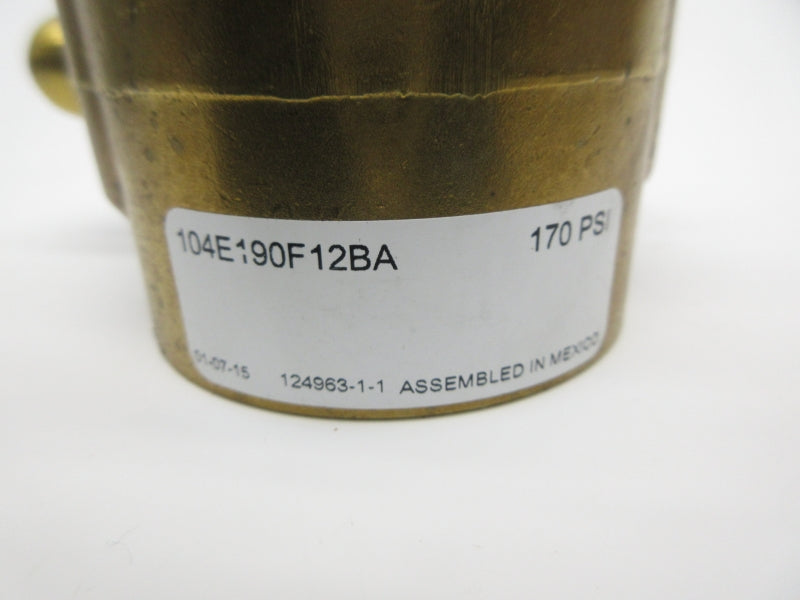 104E190F12BA 170 PSI
01-07-15 124963-1-1 ASSEMBLED IN MEXICO